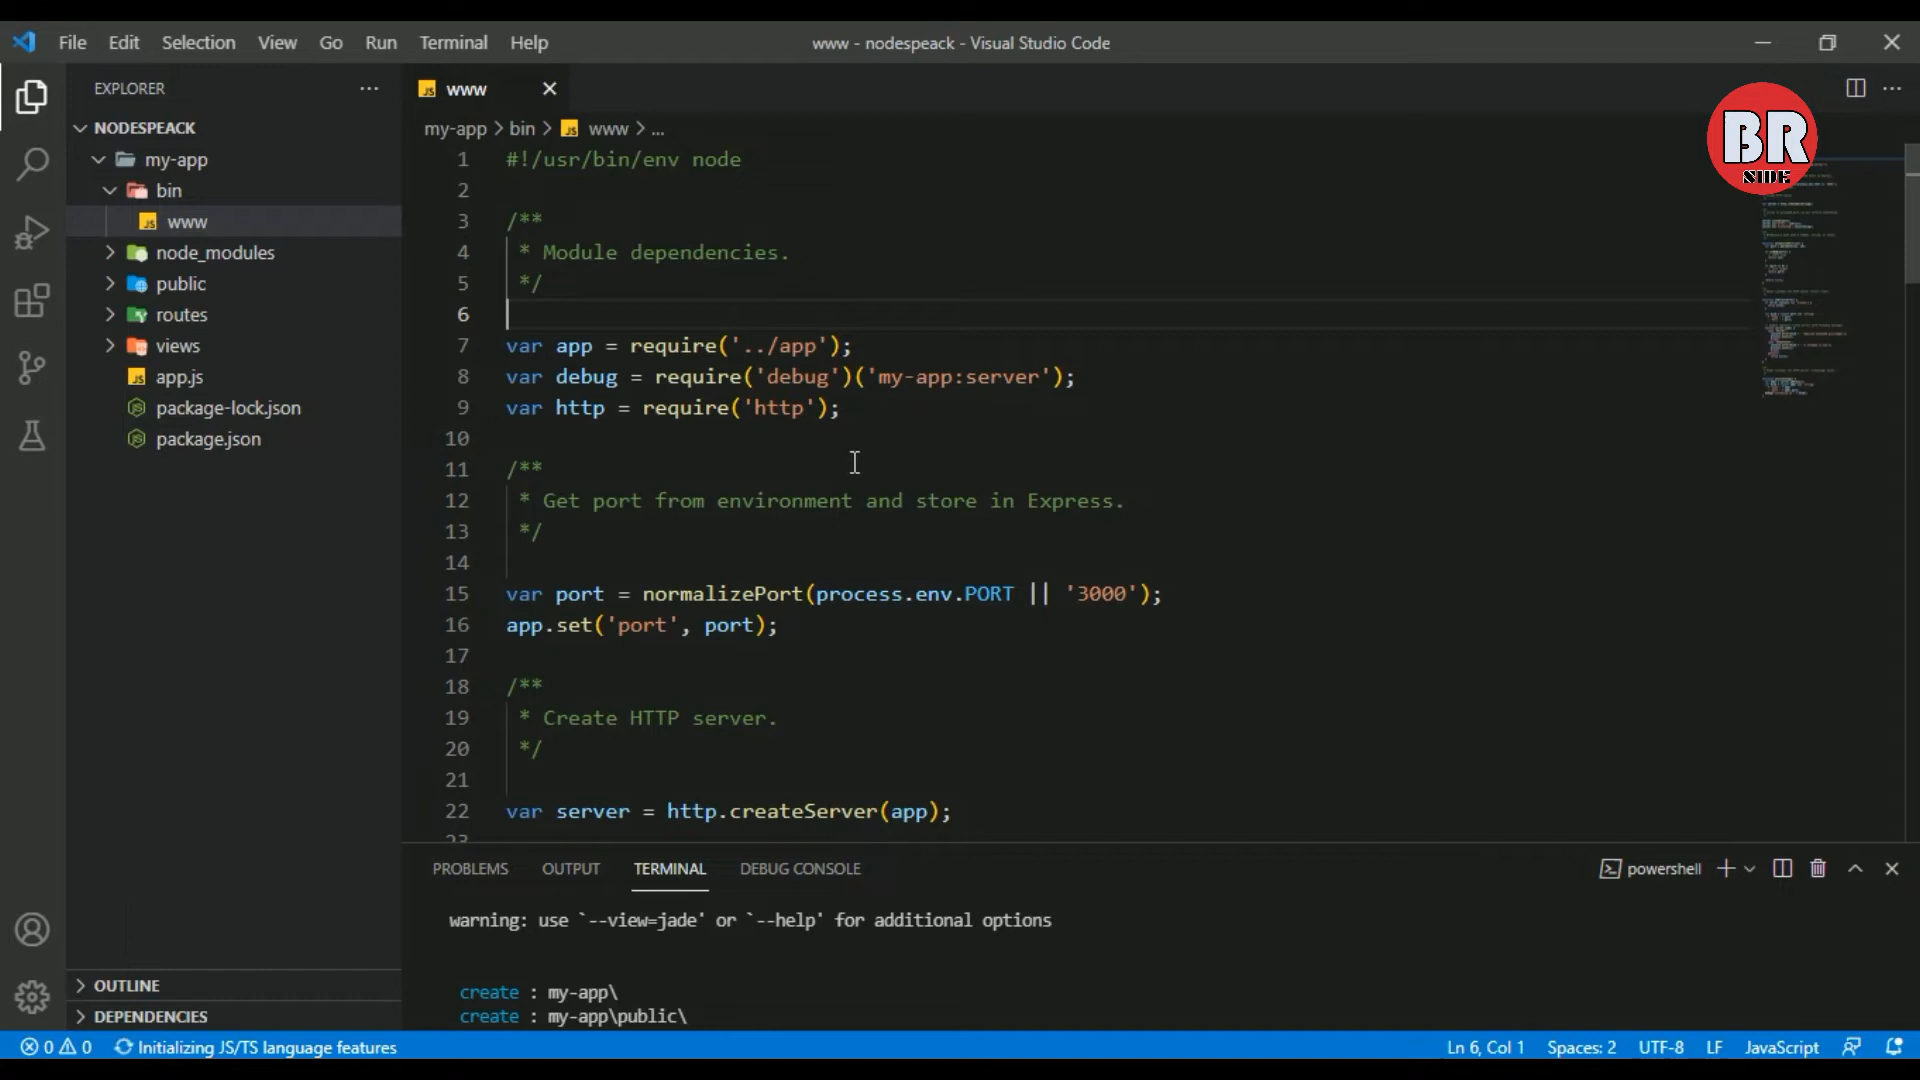 File Edit Selection View Go Run Terminal Help
www - nodespeack - Visual Studio Code
EXPLORER
NODESPEACK
my-app
bin
www
node_modules
public
routes
views
app.js
package-lock.json
package.json
OUTLINE
DEPENDENCIES
www
my-app > bin > www > ...
BR
SIDE
1 #!/usr/bin/env node
2
3 /**
4 * Module dependencies.
5 */
6
7 var app = require('../app');
8 var debug = require('debug')('my-app:server');
9 var http = require('http');
10
11 /**
12 * Get port from environment and store in Express.
13 */
14
15 var port = normalizePort(process.env.PORT || '3000');
16 app.set('port', port);
17
18 /**
19 * Create HTTP server.
20 */
21
22 var server = http.createServer(app);
23
PROBLEMS OUTPUT TERMINAL DEBUG CONSOLE
powershell
warning: use `--view=jade' or `--help' for additional options
create : my-app\
create : my-app\public\
0 0 Initializing JS/TS language features
Ln 6, Col 1 Spaces: 2 UTF-8 LF JavaScript